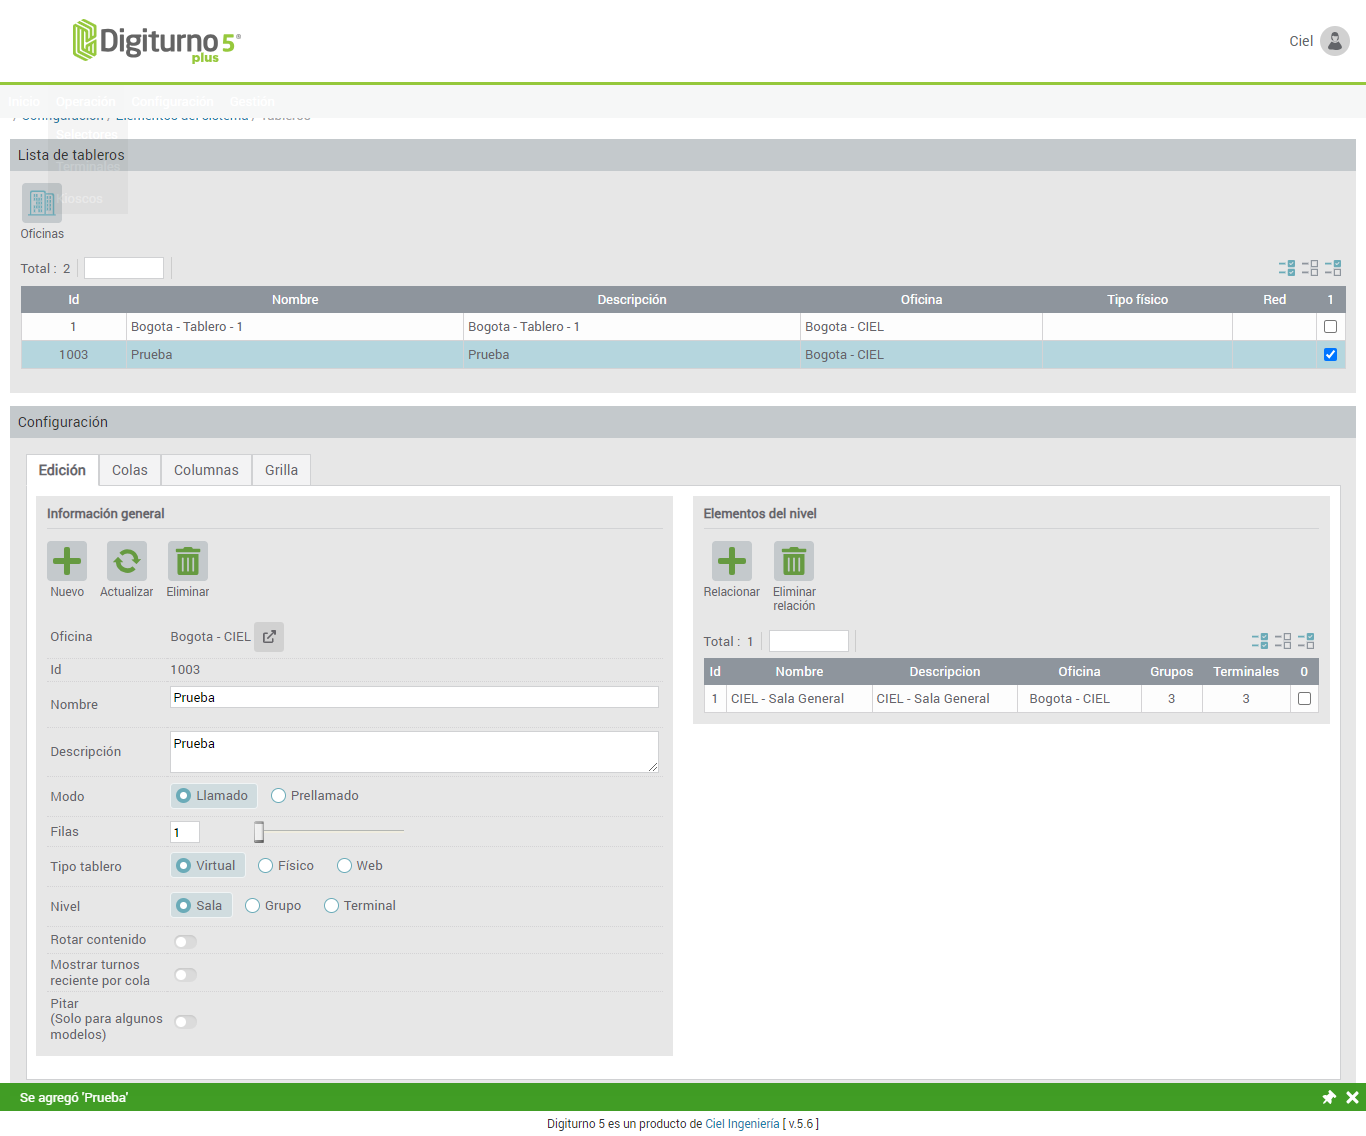 Digiturno 5®
plus
Ciel
Inicio Operación Configuración Gestión
/ Configuración / Elementos del sistema / Tableros
Selectores
Terminales
Kioscos
Lista de tableros
Oficinas
Total : 2
Id Nombre Descripción Oficina Tipo físico Red 1
1 Bogota - Tablero - 1 Bogota - Tablero - 1 Bogota - CIEL
1003 Prueba Prueba Bogota - CIEL
Configuración
Edición Colas Columnas Grilla
Información general
Nuevo Actualizar Eliminar
Oficina Bogota - CIEL
Id 1003
Nombre Prueba
Descripción Prueba
Modo Llamado Prellamado
Filas 1
Tipo tablero Virtual Físico Web
Nivel Sala Grupo Terminal
Rotar contenido
Mostrar turnos
reciente por cola
Pitar
(Solo para algunos
modelos)
Elementos del nivel
Relacionar Eliminar
relación
Total : 1
Id Nombre Descripcion Oficina Grupos Terminales 0
1 CIEL - Sala General CIEL - Sala General Bogota - CIEL 3 3
Se agregó 'Prueba'
Digiturno 5 es un producto de Ciel Ingeniería [ v.5.6 ]